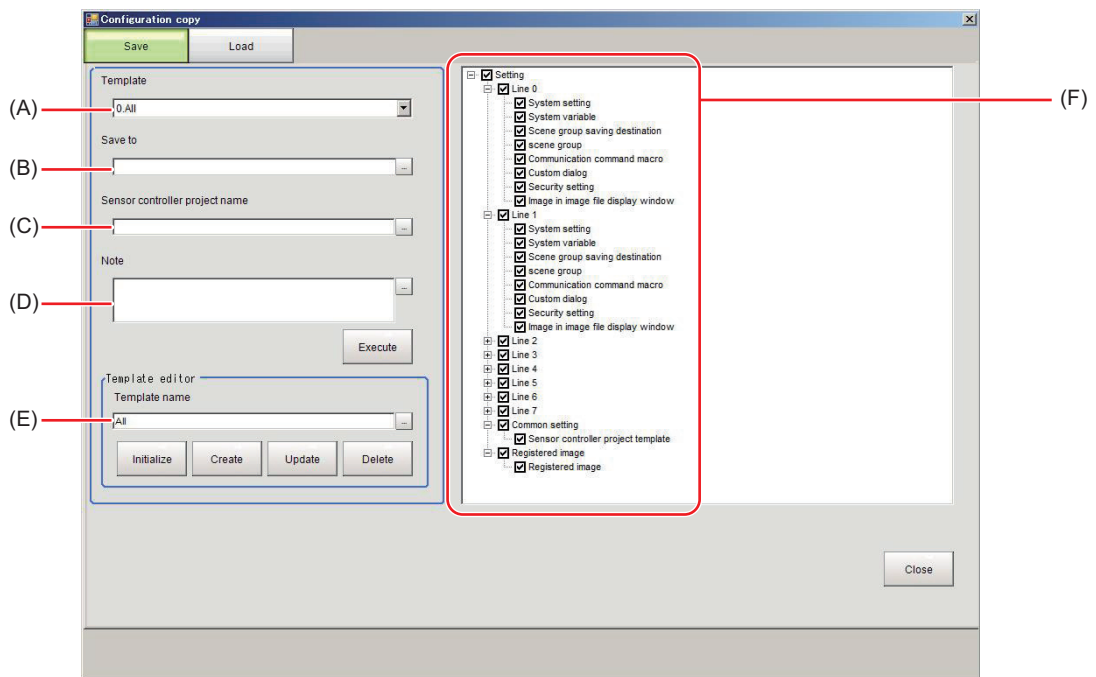 Configuration copy
Save
Load
Template
(A)
0.All
Save to
(B)
...
Sensor controller project name
(C)
...
Note
(D)
...
Execute
Template editor
Template name
(E)
All
...
Initialize
Create
Update
Delete
(F)
Setting
Line 0
System setting
System variable
Scene group saving destination
scene group
Communication command macro
Custom dialog
Security setting
Image in image file display window
Line 1
System setting
System variable
Scene group saving destination
scene group
Communication command macro
Custom dialog
Security setting
Image in image file display window
Line 2
Line 3
Line 4
Line 5
Line 6
Line 7
Common setting
Sensor controller project template
Registered image
Registered image
Close